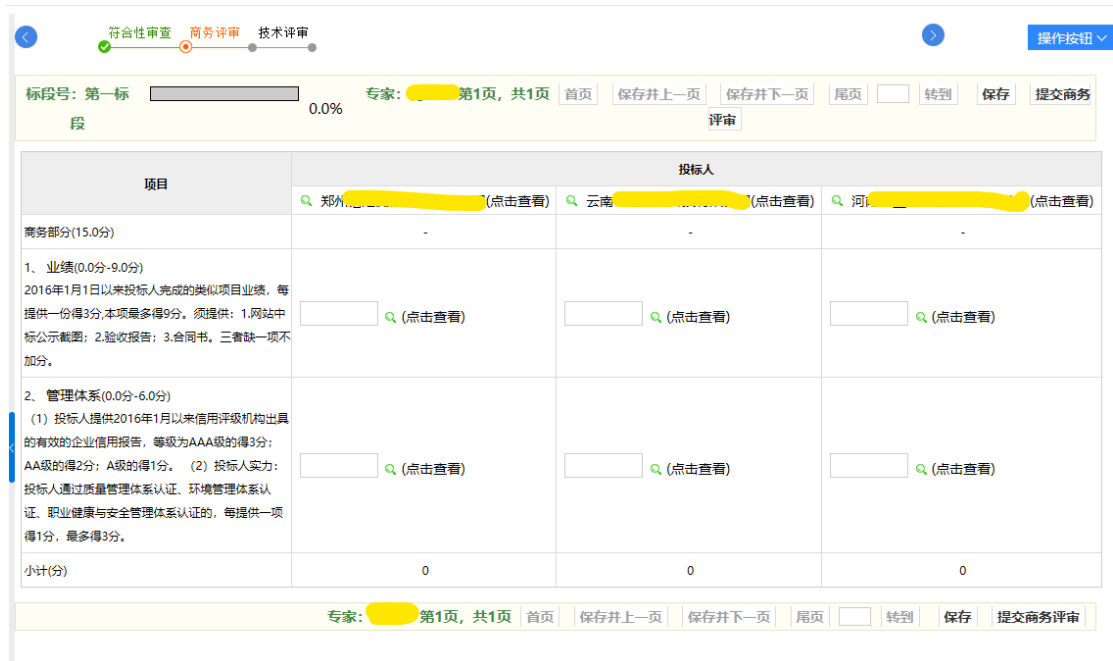 符合性审查 商务评审 技术评审
操作按钮
标段号：第一标段
0.0%
专家： 第1页，共1页 首页 保存并上一页 保存并下一页 尾页 转到 保存 提交商务评审
项目
投标人
郑州 (点击查看) 云南 (点击查看) 河南 (点击查看)
商务部分(15.0分) - - -
1、 业绩(0.0分-9.0分)
2016年1月1日以来投标人完成的类似项目业绩，每
提供一份得3分,本项最多得9分。须提供：1.网站中
标公示截图；2.验收报告；3.合同书。三者缺一项不
加分。
(点击查看) (点击查看) (点击查看)
2、 管理体系(0.0分-6.0分)
（1）投标人提供2016年1月以来信用评级机构出具
的有效的企业信用报告，等级为AAA级的得3分；
AA级的得2分；A级的得1分。 （2）投标人实力：
投标人通过质量管理体系认证、环境管理体系认
证、职业健康与安全管理体系认证的，每提供一项
得1分，最多得3分。
(点击查看) (点击查看) (点击查看)
小计(分) 0 0 0
专家： 第1页，共1页 首页 保存并上一页 保存并下一页 尾页 转到 保存 提交商务评审